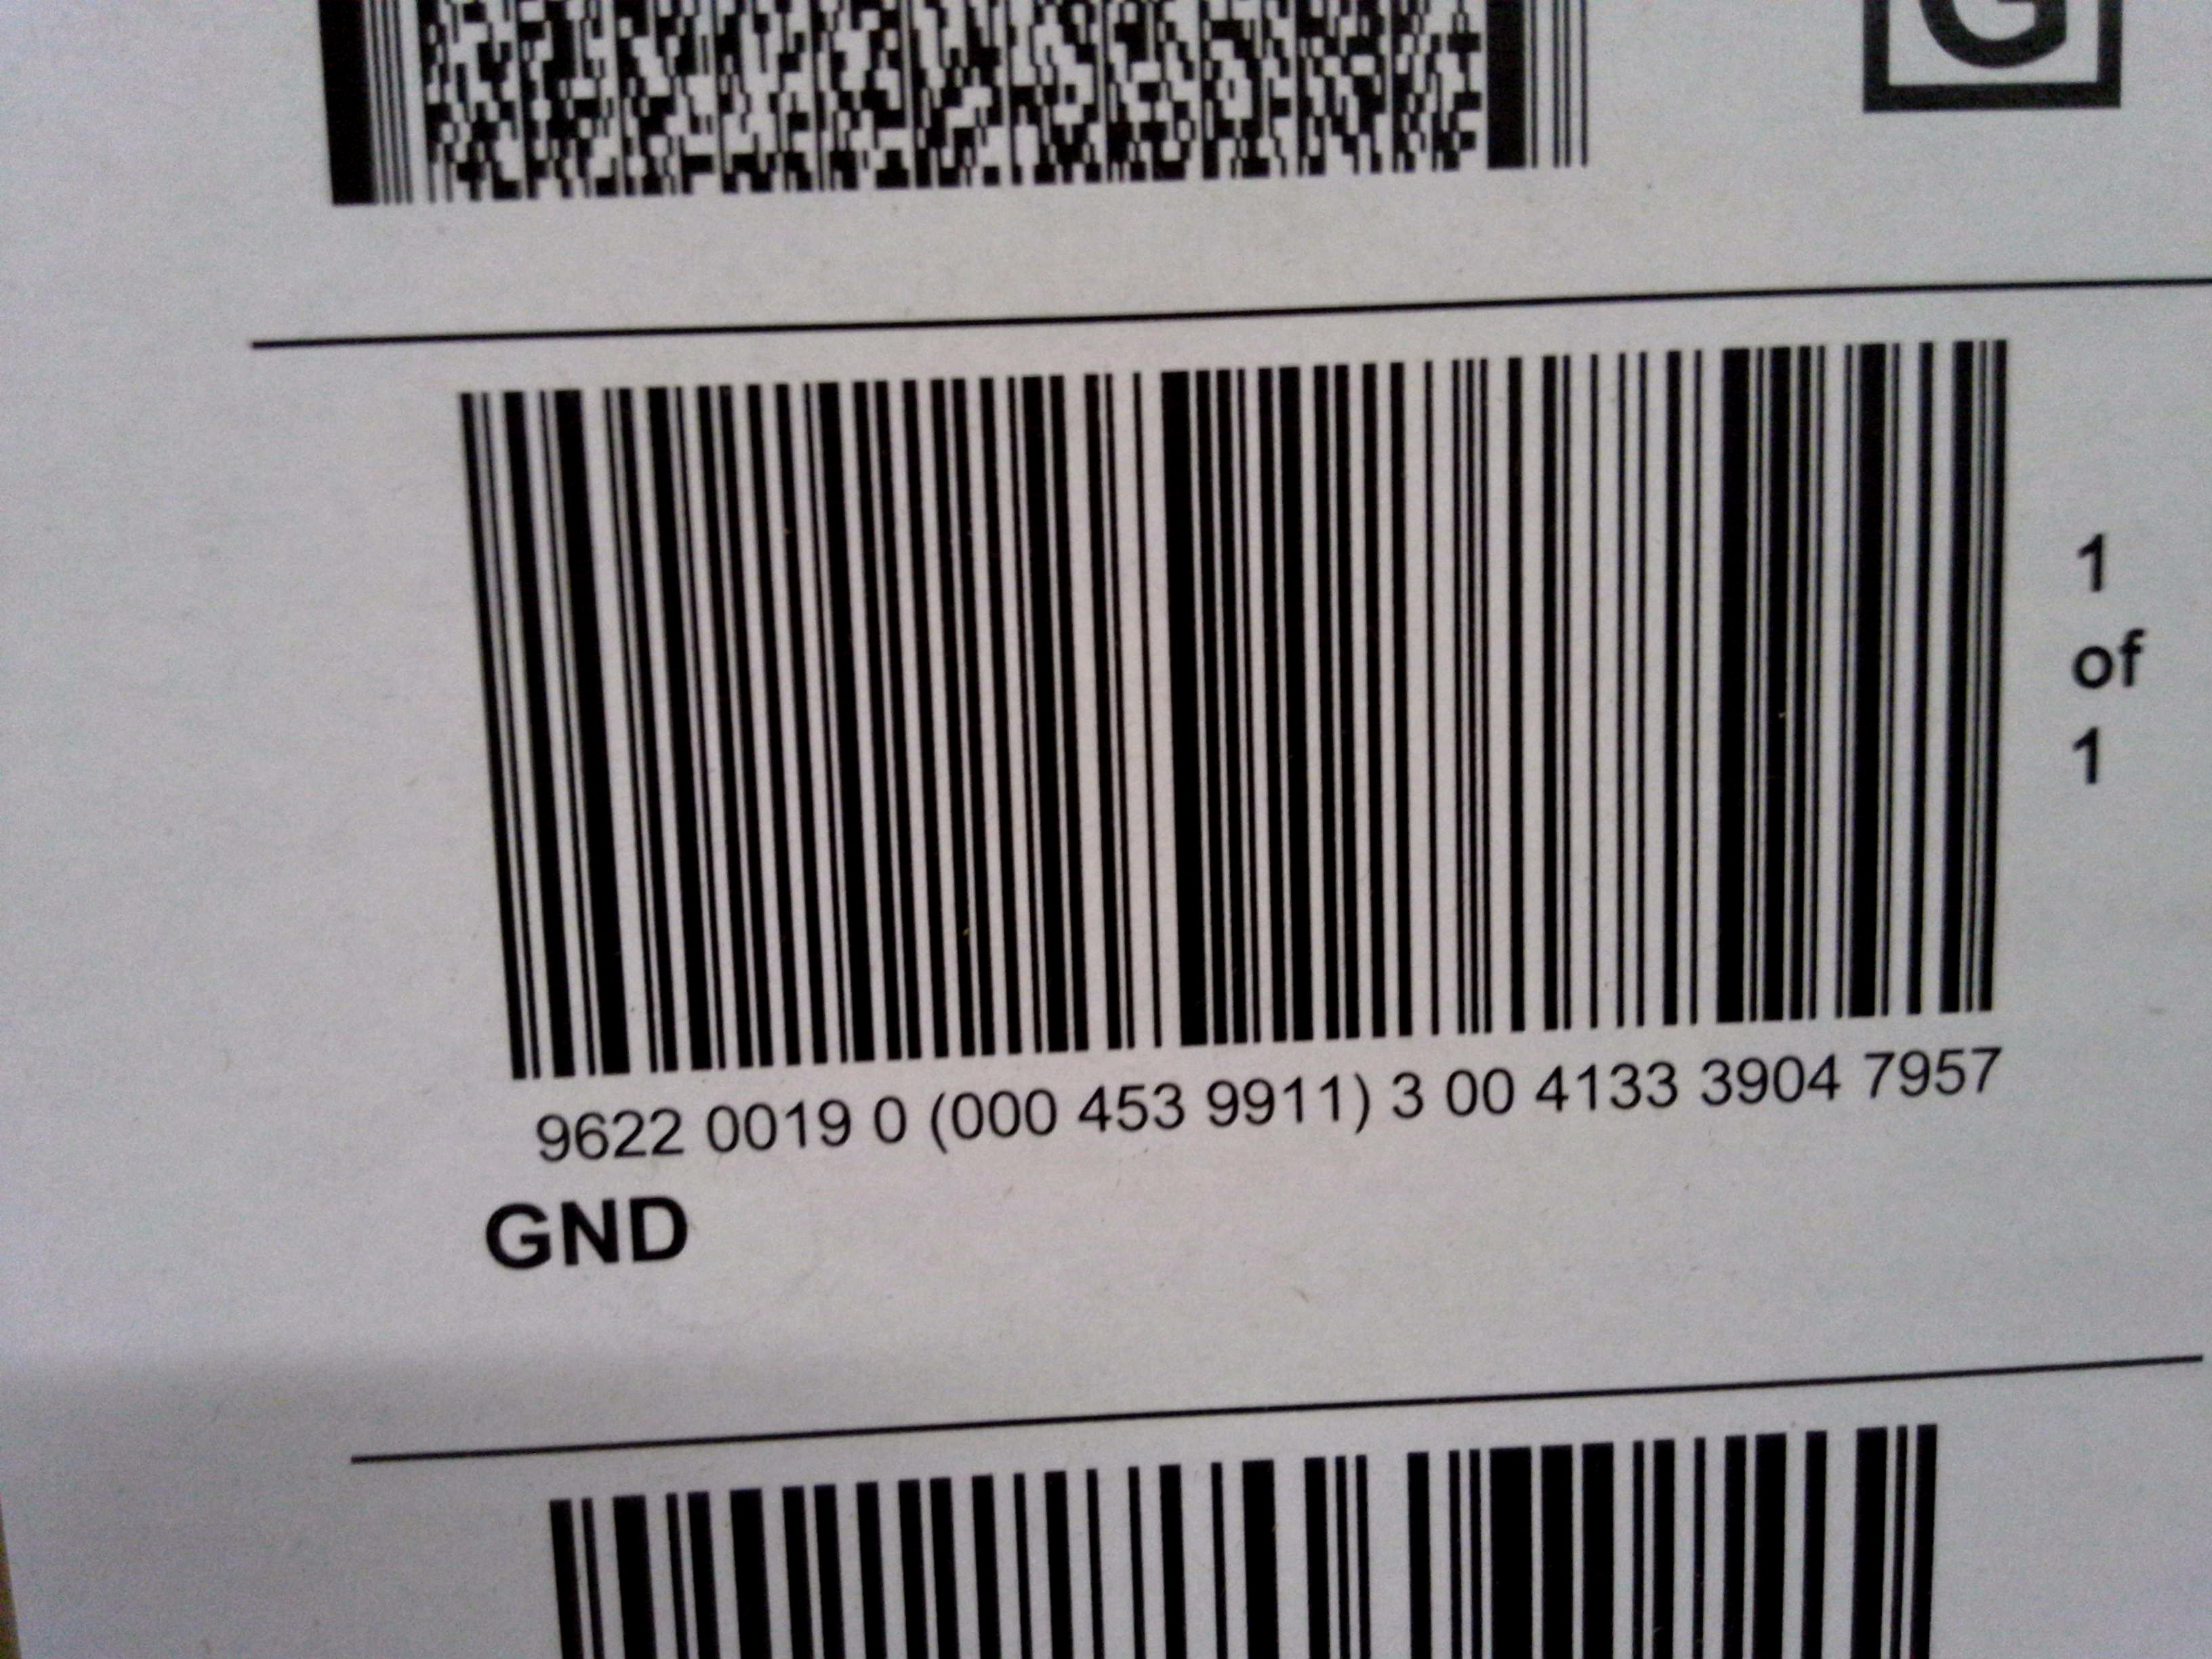 G
1
of
1
9622 0019 0 (000 453 9911) 3 00 4133 3904 7957
GND